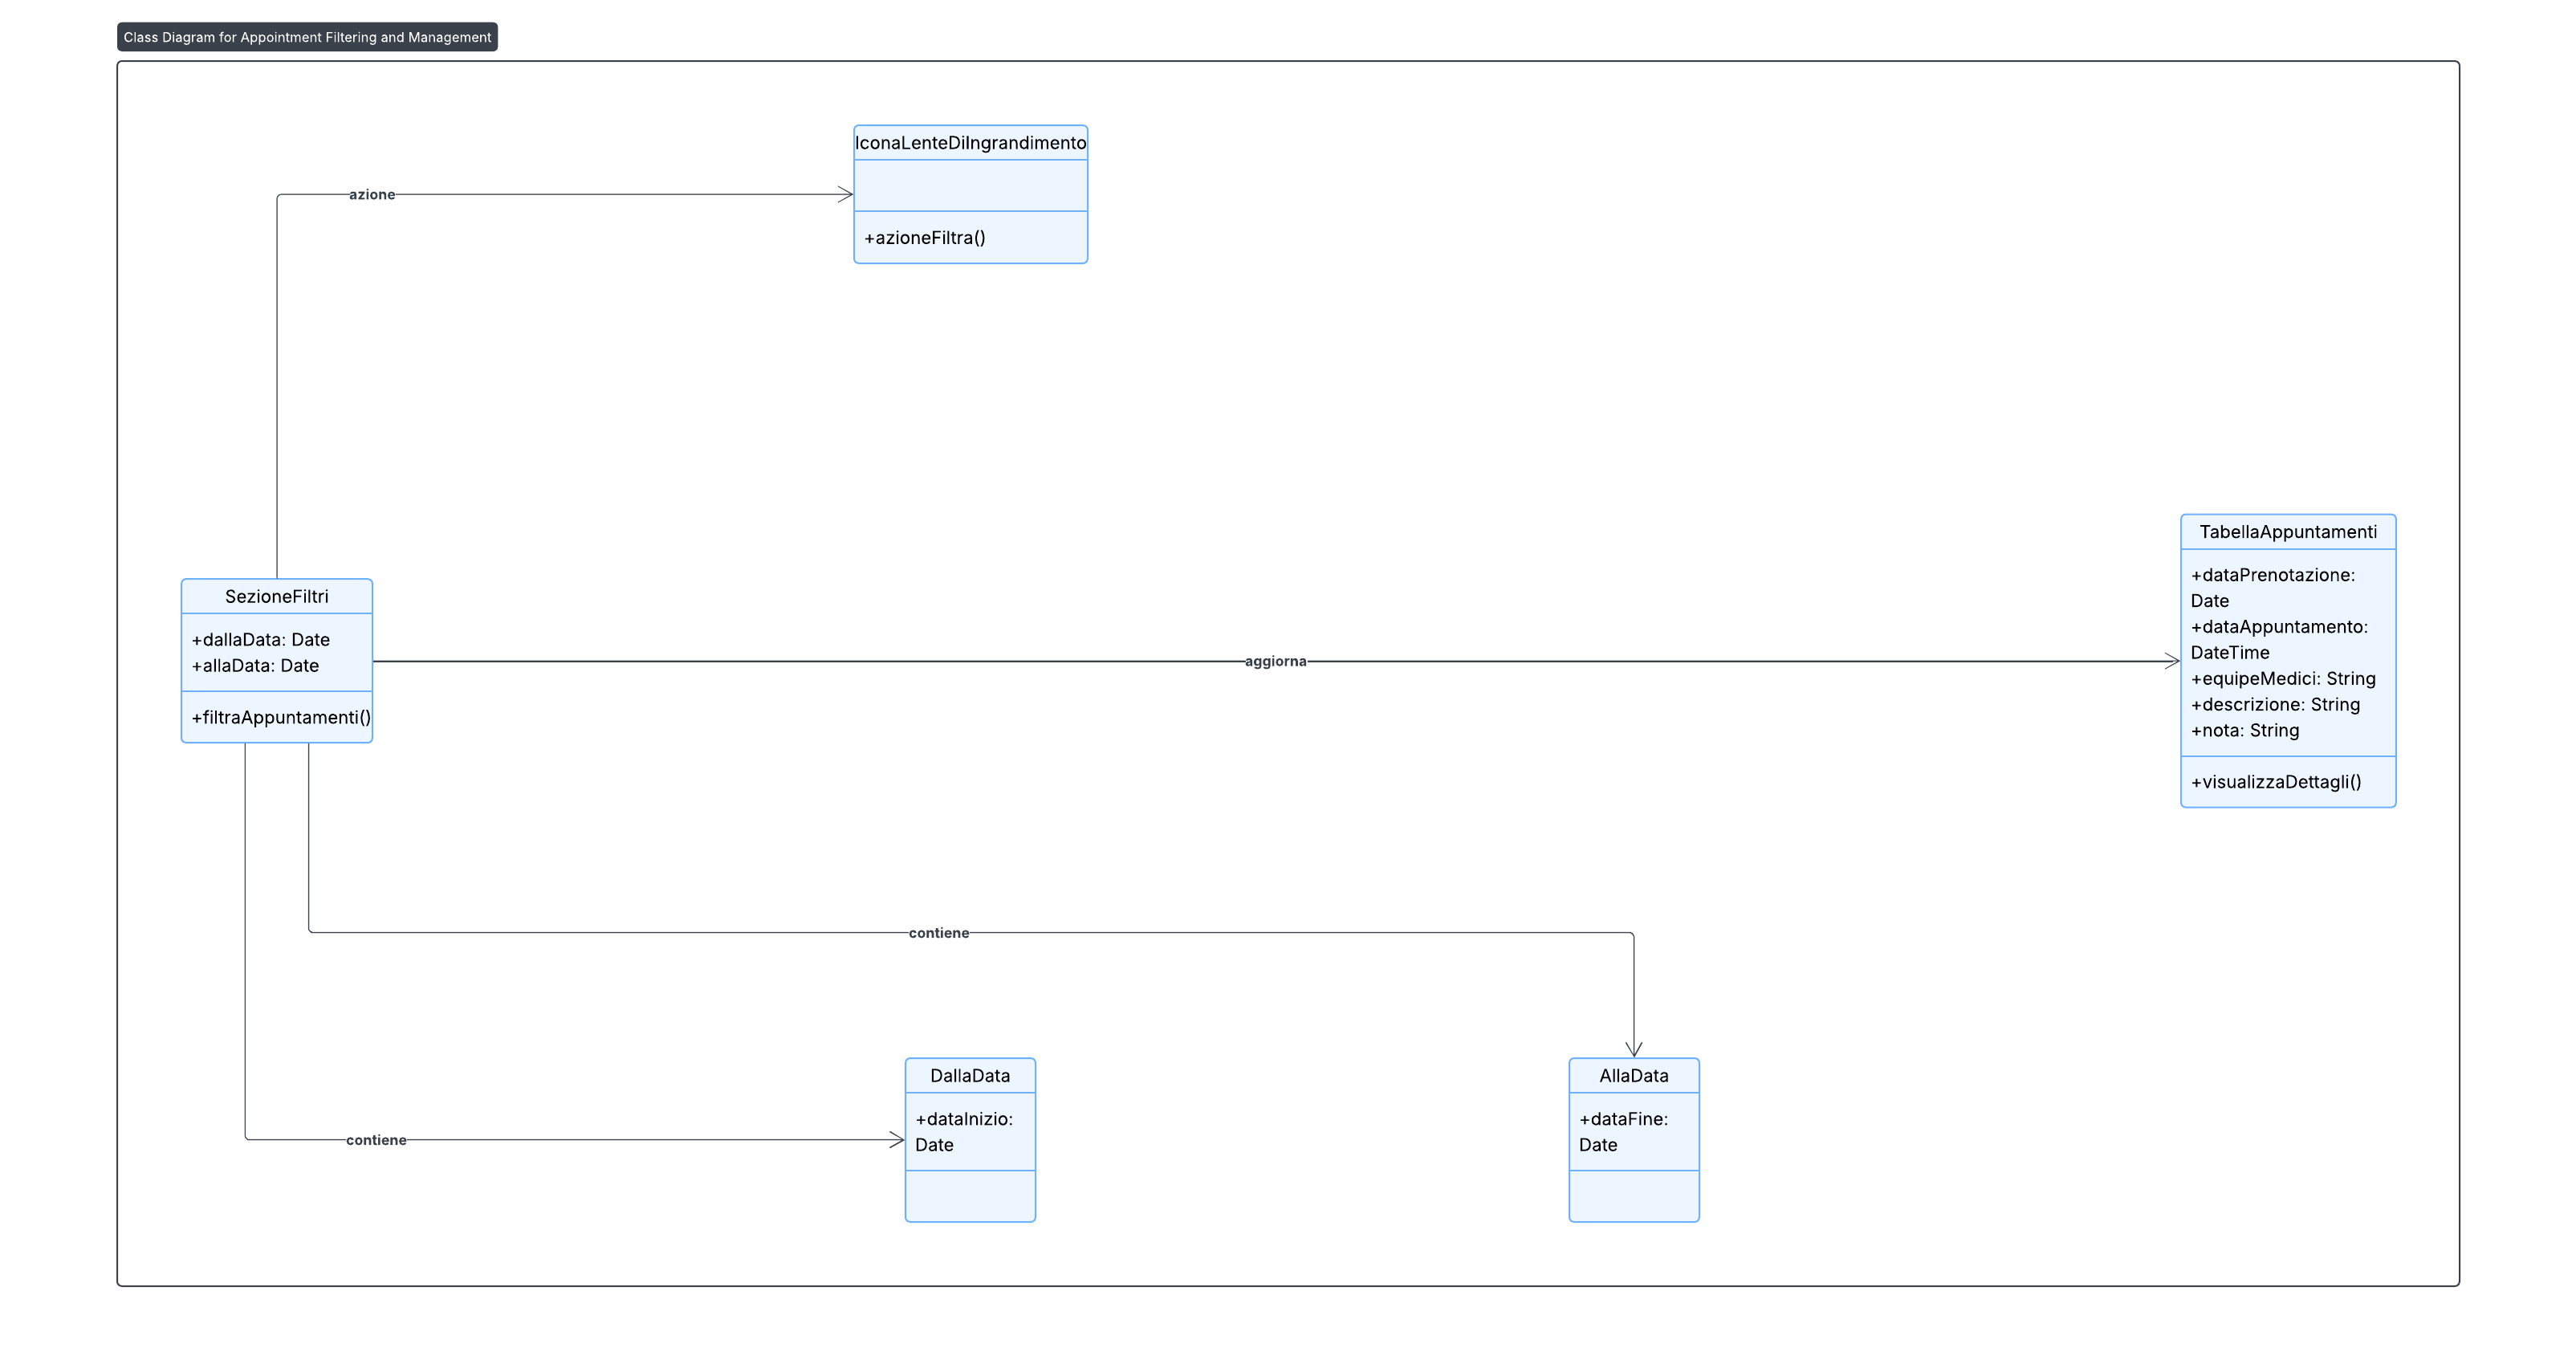 Class Diagram for Appointment Filtering and Management
IconaLenteDiIngrandimento
azione
+azioneFiltra()
TabellaAppuntamenti
+dataPrenotazione:
Date
+dataAppuntamento:
DateTime
+equipeMedici: String
+descrizione: String
+nota: String
+visualizzaDettagli()
SezioneFiltri
+dallaData: Date
+allaData: Date
+filtraAppuntamenti()
aggiorna
contiene
DallaData
+dataInizio:
Date
AllaData
+dataFine:
Date
contiene